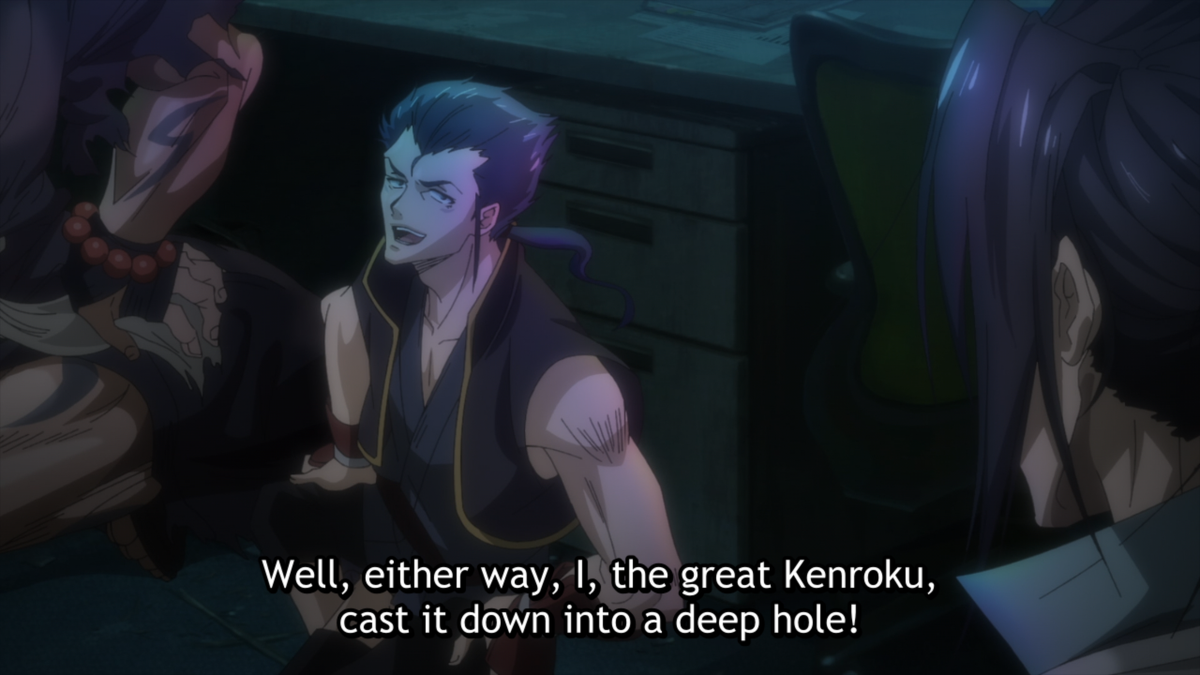 Well, either way, I, the great Kenroku,
cast it down into a deep hole!